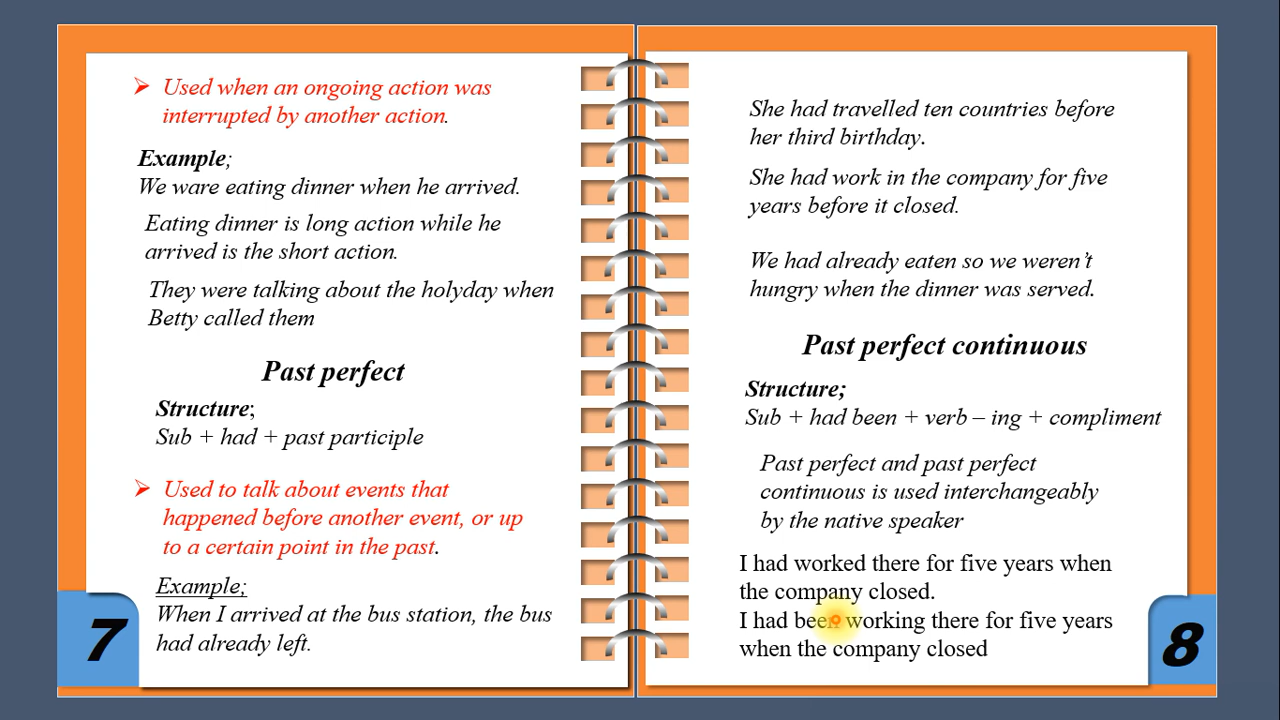 Used when an ongoing action was
interrupted by another action.
Example;
We ware eating dinner when he arrived.
Eating dinner is long action while he
arrived is the short action.
They were talking about the holyday when
Betty called them
Past perfect
Structure;
Sub + had + past participle
Used to talk about events that
happened before another event, or up
to a certain point in the past.
Example;
When I arrived at the bus station, the bus
had already left.
7
She had travelled ten countries before
her third birthday.
She had work in the company for five
years before it closed.
We had already eaten so we weren't
hungry when the dinner was served.
Past perfect continuous
Structure;
Sub + had been + verb – ing + compliment
Past perfect and past perfect
continuous is used interchangeably
by the native speaker
I had worked there for five years when
the company closed.
I had been working there for five years
when the company closed
8